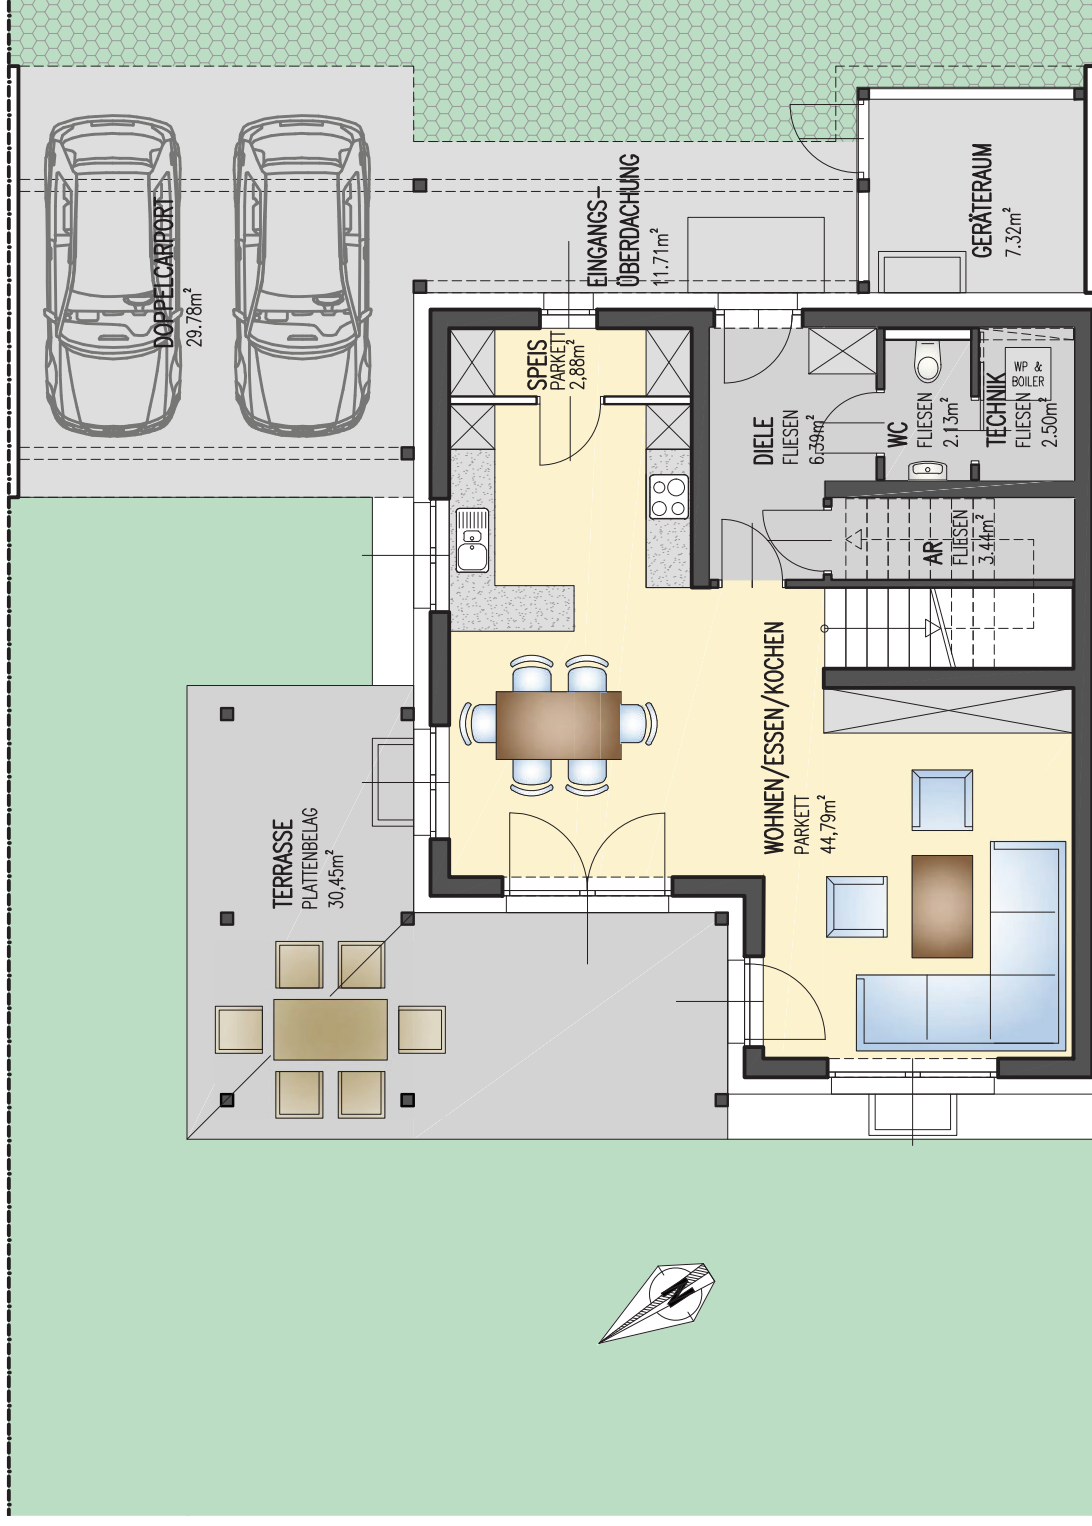 DOPPELCARPORT
29.78m²
EINGANGS-
ÜBERDACHUNG
11.71m²
GERÄTERAUM
7.32m²
SPEIS
PARKETT
2,88m²
DIELE
FLIESEN
6.39m²
WC
FLIESEN
2.13m²
TECHNIK
FLIESEN
2.50m²
WP &
BOILER
AR
FLIESEN
3.44m²
WOHNEN/ESSEN/KOCHEN
PARKETT
44,79m²
TERRASSE
PLATTENBELAG
30,45m²
N